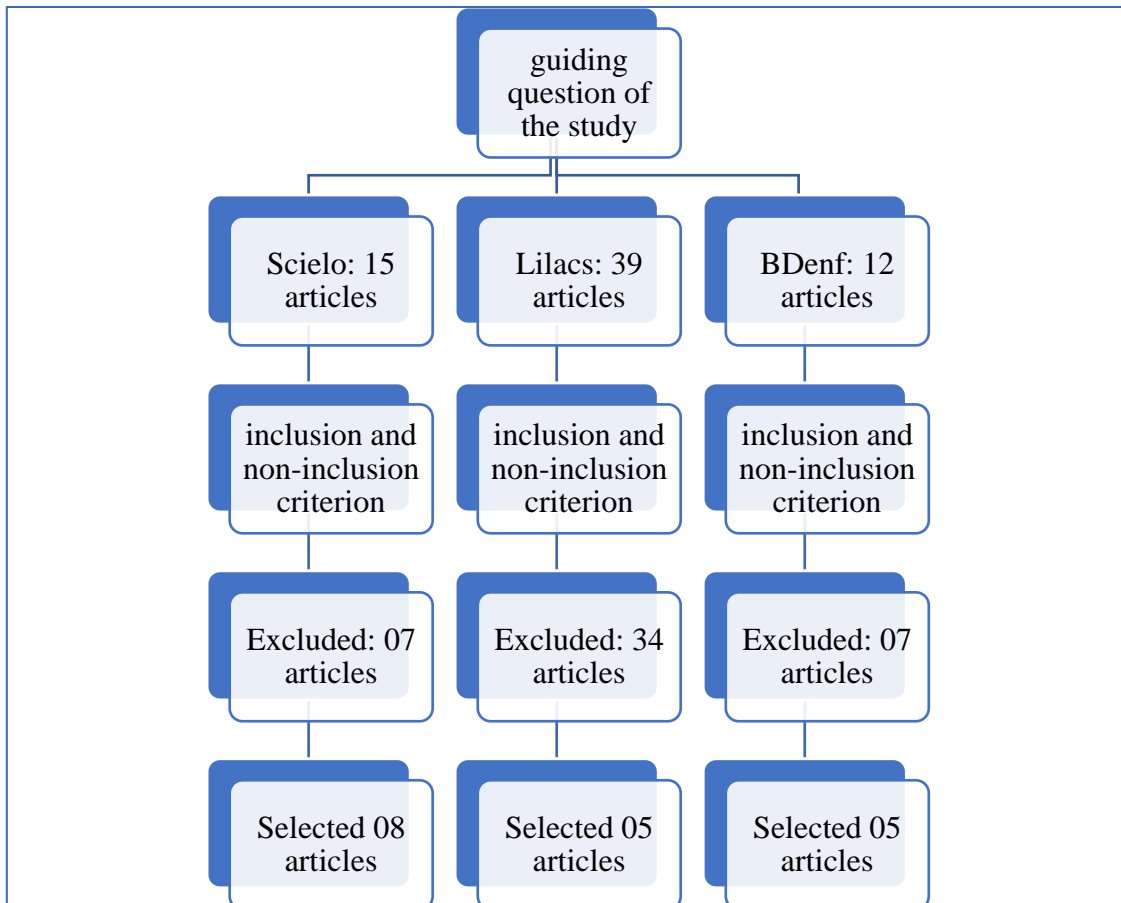 guiding
question of
the study
Scielo: 15
articles
Lilacs: 39
articles
BDenf: 12
articles
inclusion and
non-inclusion
criterion
inclusion and
non-inclusion
criterion
inclusion and
non-inclusion
criterion
Excluded: 07
articles
Excluded: 34
articles
Excluded: 07
articles
Selected 08
articles
Selected 05
articles
Selected 05
articles